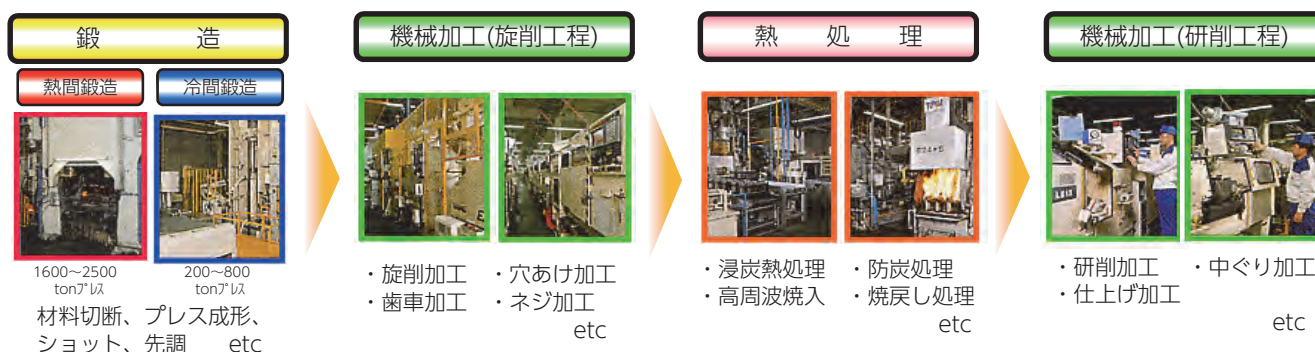 鍛造
熱間鍛造
冷間鍛造
1600~2500
tonプレス
200~800
tonプレス
材料切断、プレス成形、
ショット、先調 etc
機械加工(旋削工程)
・旋削加工 ・穴あけ加工
・歯車加工 ・ネジ加工
etc
熱処理
・浸炭熱処理 ・防炭処理
・高周波焼入 ・焼戻し処理
etc
機械加工(研削工程)
・研削加工 ・中ぐり加工
・仕上げ加工
etc